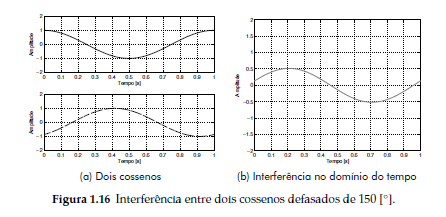 2
1
0
−1
−2
Amplitude
0 0.1 0.2 0.3 0.4 0.5 0.6 0.7 0.8 0.9 1
Tempo [s]
2
1
0
−1
−2
Amplitude
0 0.1 0.2 0.3 0.4 0.5 0.6 0.7 0.8 0.9 1
Tempo [s]
(a) Dois cossenos
2
1.5
1
0.5
0
−0.5
−1
−1.5
−2
Amplitude
0 0.1 0.2 0.3 0.4 0.5 0.6 0.7 0.8 0.9 1
Tempo [s]
(b) Interferência no domínio do tempo
Figura 1.16 Interferência entre dois cossenos defasados de 150 [°].